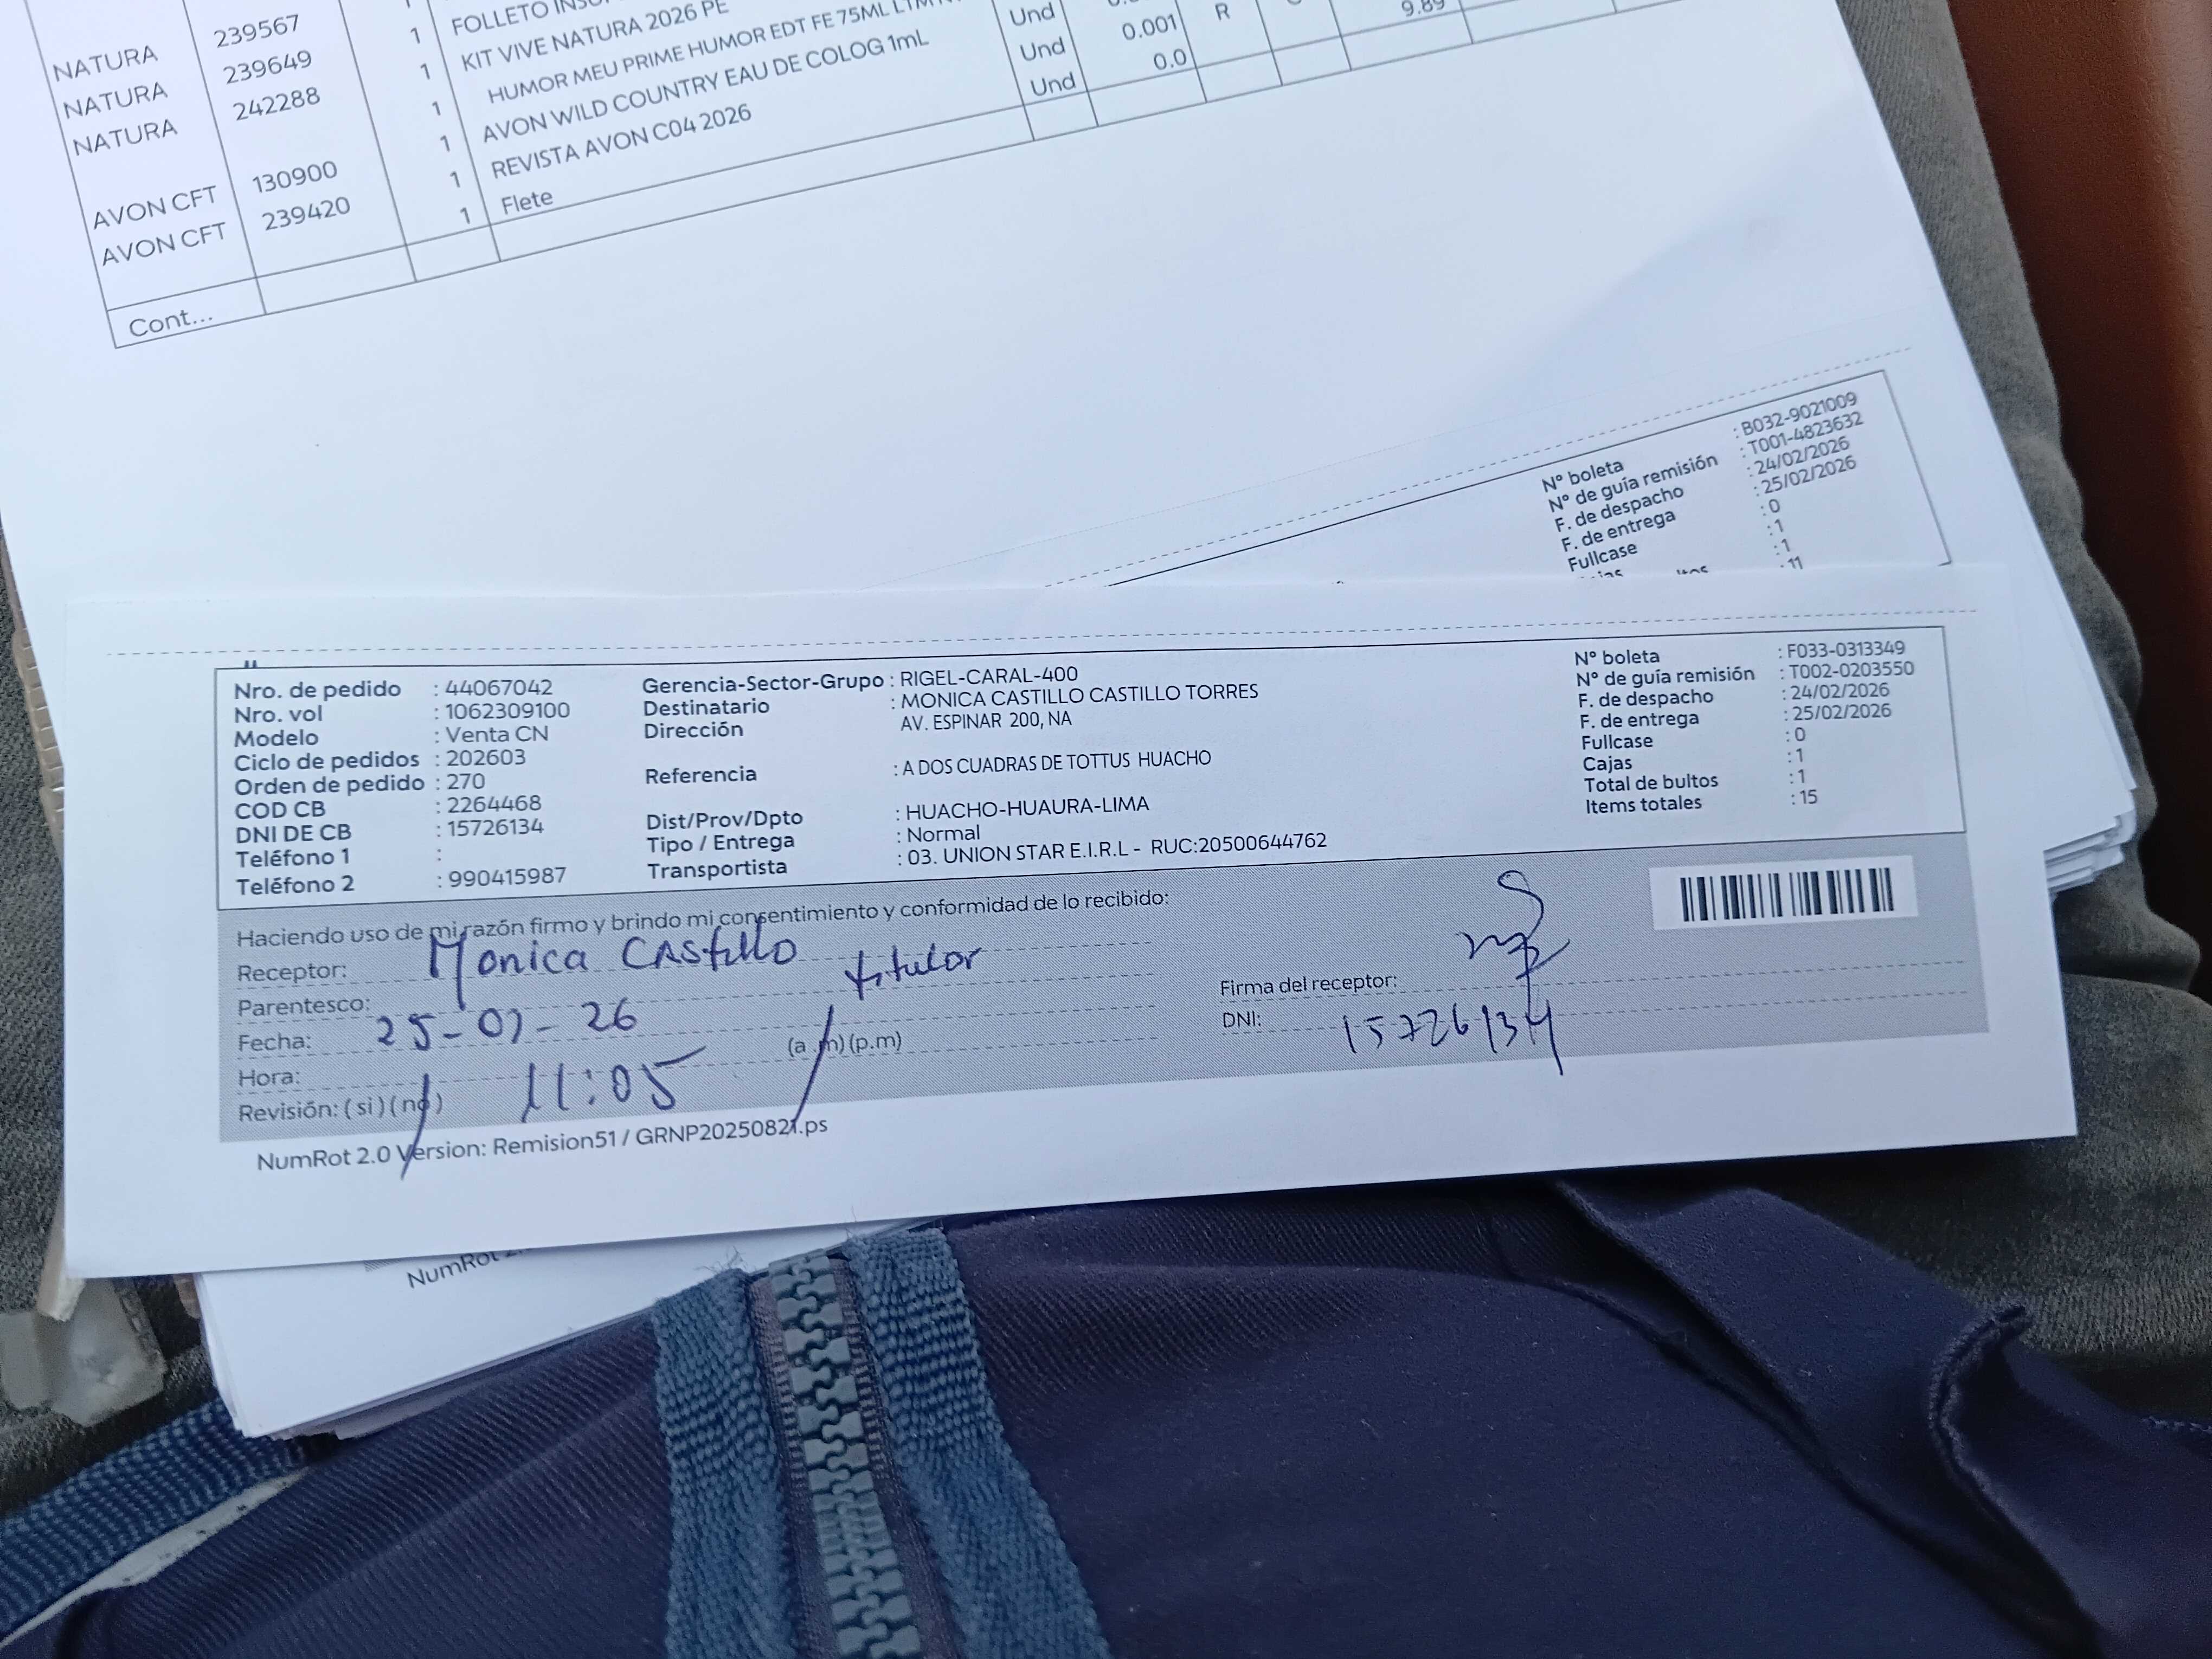 NATURA 239567 1 FOLLETO
NATURA 239649 1 KIT VIVE NATURA 2026 PE Und
NATURA 242288 1 HUMOR MEU PRIME HUMOR EDT FE 75ML Und 0.001 R 9.89
AVON CFT 130900 1 AVON WILD COUNTRY EAU DE COLOG 1mL Und 0.0
AVON CFT 239420 1 REVISTA AVON C04 2026
1 Flete
Cont...
N° boleta : B032-9021009
N° de guía remisión : T001-4823632
F. de despacho : 24/02/2026
F. de entrega : 25/02/2026
Fullcase : 0
: 1
: 1
: 11
Nro. de pedido : 44067042
Nro. vol : 1062309100
Modelo : Venta CN
Ciclo de pedidos : 202603
Orden de pedido : 270
COD CB : 2264468
DNI DE CB : 15726134
Teléfono 1 :
Teléfono 2 : 990415987
Gerencia-Sector-Grupo : RIGEL-CARAL-400
Destinatario : MONICA CASTILLO CASTILLO TORRES
Dirección AV. ESPINAR 200, NA
Referencia : A DOS CUADRAS DE TOTTUS HUACHO
Dist/Prov/Dpto : HUACHO-HUAURA-LIMA
Tipo / Entrega : Normal
Transportista : 03. UNION STAR E.I.R.L - RUC:20500644762
N° boleta : F033-0313349
N° de guía remisión : T002-0203550
F. de despacho : 24/02/2026
F. de entrega : 25/02/2026
Fullcase : 0
Cajas : 1
Total de bultos : 1
Items totales : 15
Haciendo uso de mi razón firmo y brindo mi consentimiento y conformidad de lo recibido:
Receptor: Monica CAStillo
Parentesco: titular
Fecha: 25-02-26
Hora: 11:05 (a.m) (p.m)
Revisión: (si) (no)
Firma del receptor:
DNI: 15726134
NumRot 2.0 Version: Remision51 / GRNP20250821.ps
NumRot